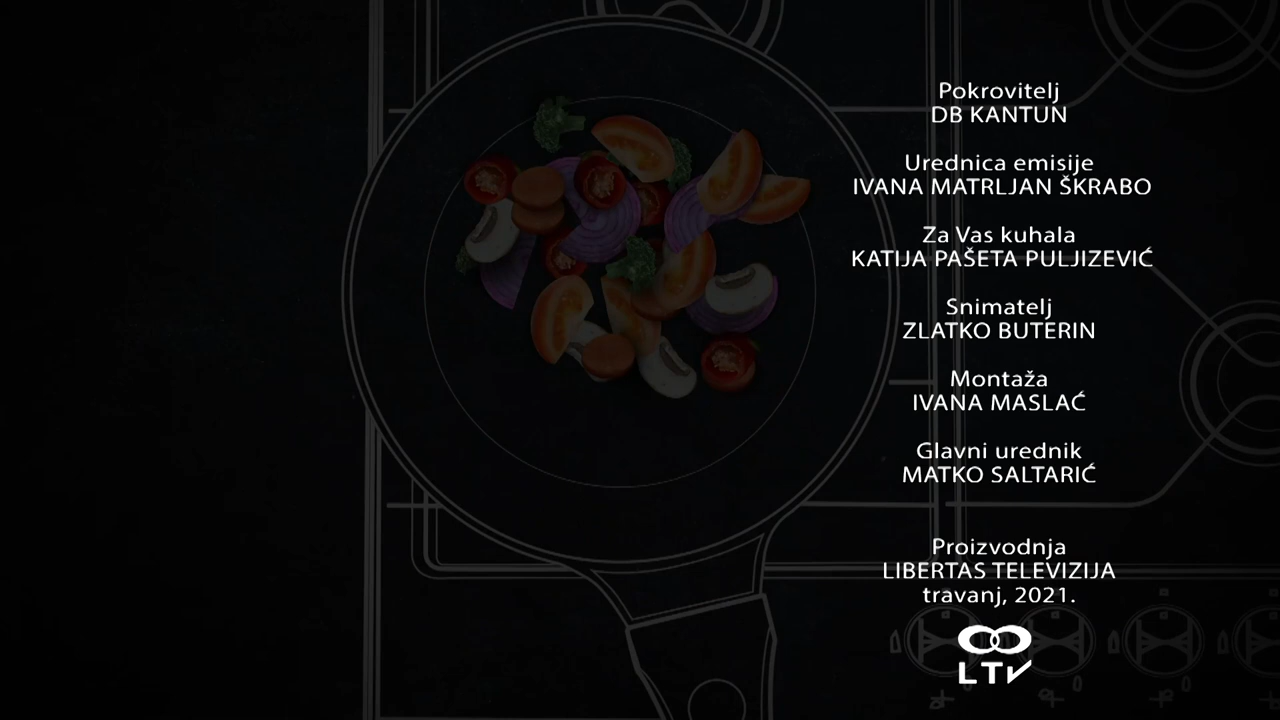 Pokrovitelj
DB KANTUN
Urednica emisije
IVANA MATRLJAN ŠKRABO
Za Vas kuhala
KATIJA PAŠETA PULJIZEVIĆ
Snimatelj
ZLATKO BUTERIN
Montaža
IVANA MASLAĆ
Glavni urednik
MATKO SALTARIĆ
Proizvodnja
LIBERTAS TELEVIZIJA
travanj, 2021.
LTV